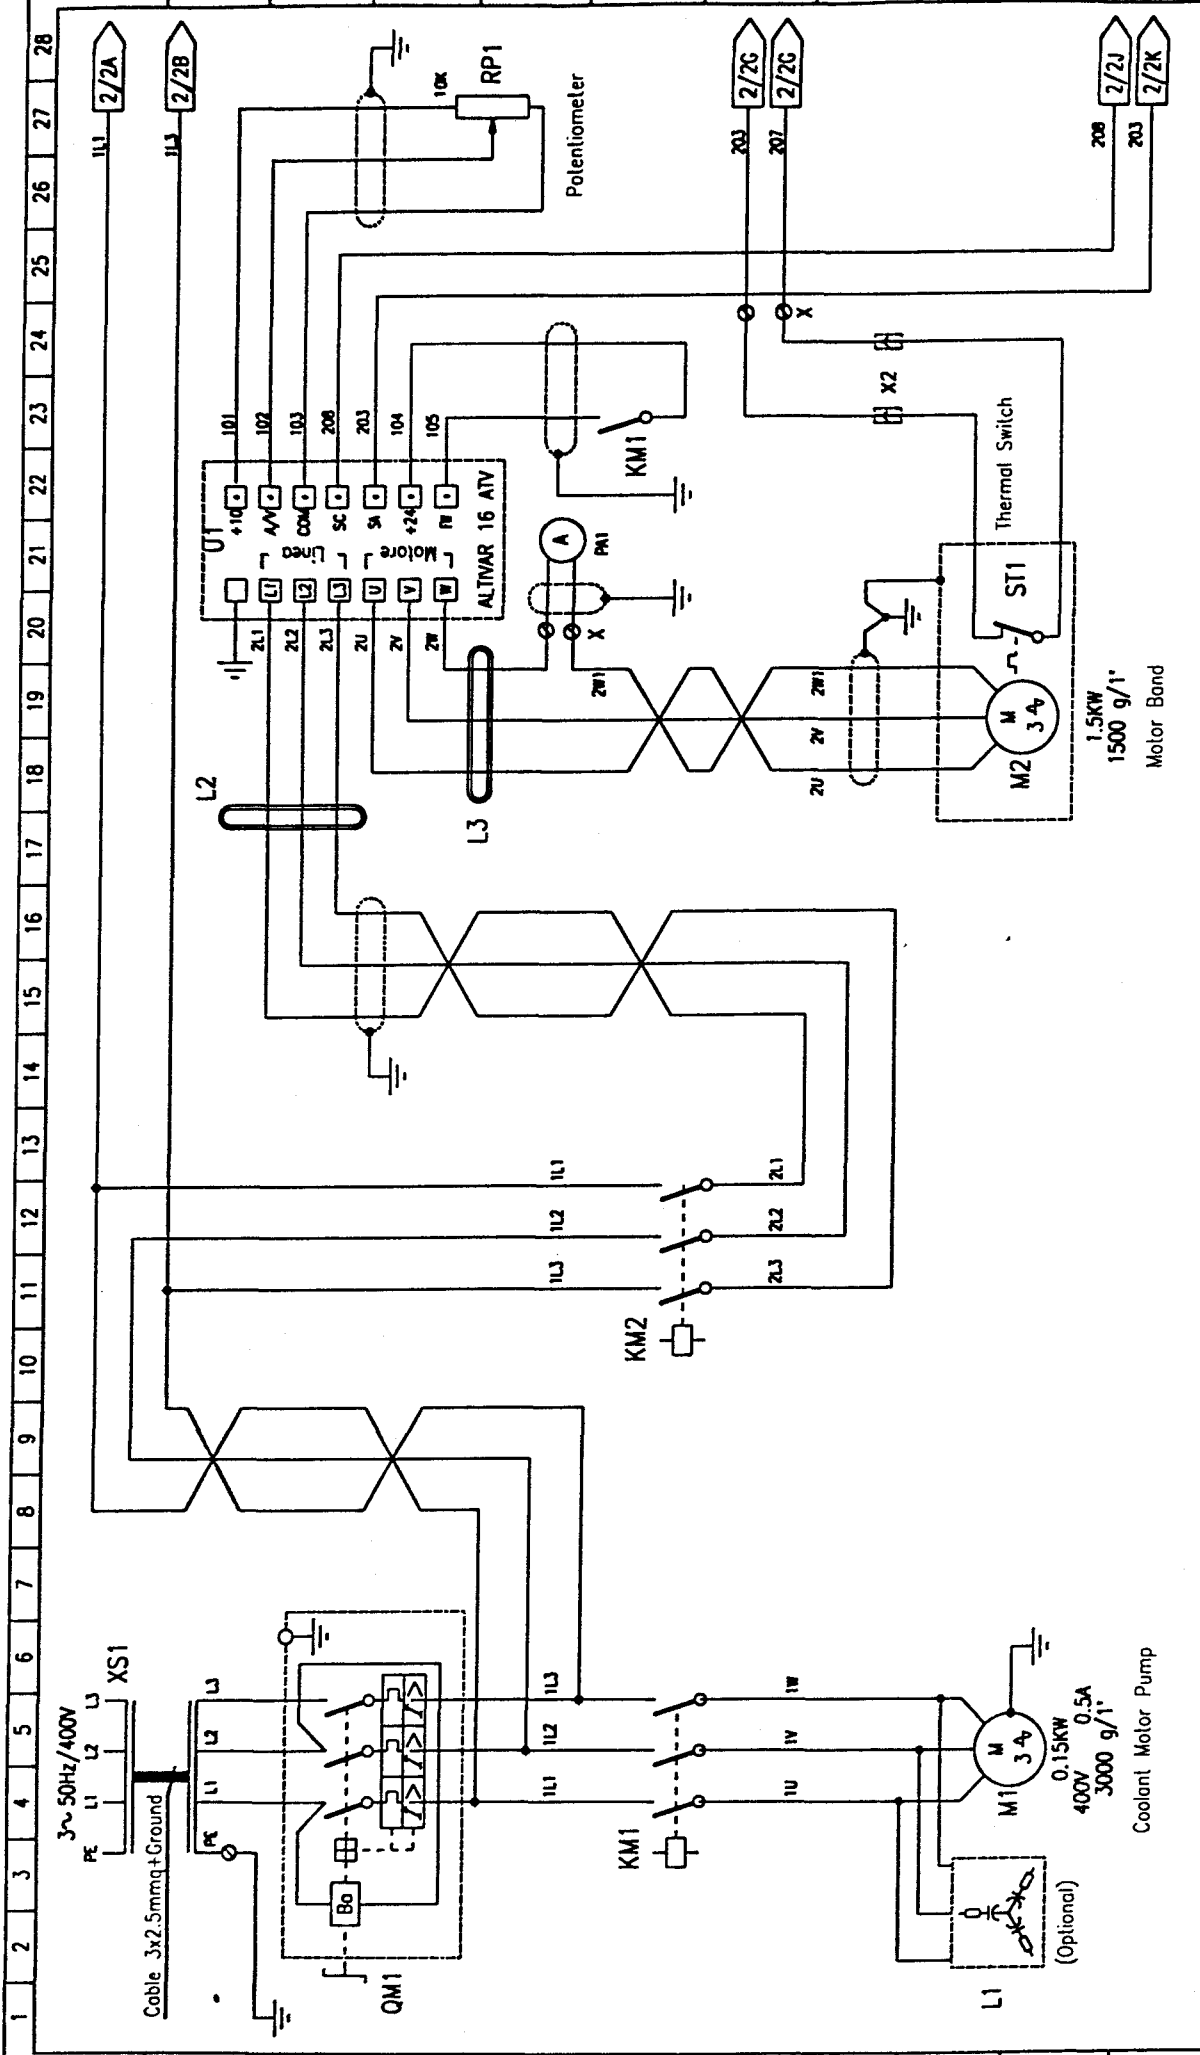 1
2
3
4
5
6
7
8
9
10
11
12
13
14
15
16
17
18
19
20
21
22
23
24
25
26
27
28
3~ 50Hz/400V
XS1
PE
L1
L2
L3
Cable 3x2.5mmq+Ground
PE
L1
L2
L3
Ba
QM1
1L1
1L2
1L3
KM1
1U
1V
1W
L1
(Optional)
M
3
M1
0.15KW
400V 0.5A
3000 g/1'
Coolant Motor Pump
1L3
1L2
1L1
KM2
2L3
2L2
2L1
L2
L3
2L1
2L2
2L3
2U
2V
2W
U1
L1
L2
L3
U
V
W
Linea
Motore
+10
A/V
COM
SC
SA
+24
FW
ALTIVAR 16 ATV
101
102
103
208
203
104
105
X
A
PA1
KM1
2W1
2U
2V
2W1
M
3
M2
ST1
Thermal Switch
1.5KW
1500 g/1'
Motor Band
X2
X
1L1
2/2A
1L3
2/2B
10K
RP1
Potentiometer
203
2/2G
207
2/2G
208
2/2J
203
2/2K